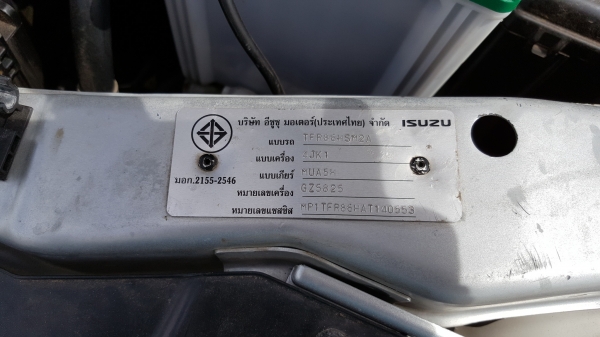 บริษัท อีซูซุ มอเตอร์(ประเทศไทย) จำกัด ISUZU
แบบรถ TFR86HSM2A
แบบเครื่อง 4JK1
แบบเกียร์ MUA5H
มอก.2155-2546
หมายเลขเครื่อง GZ5825
หมายเลขแชสซิส MP1TFR86HAT140553